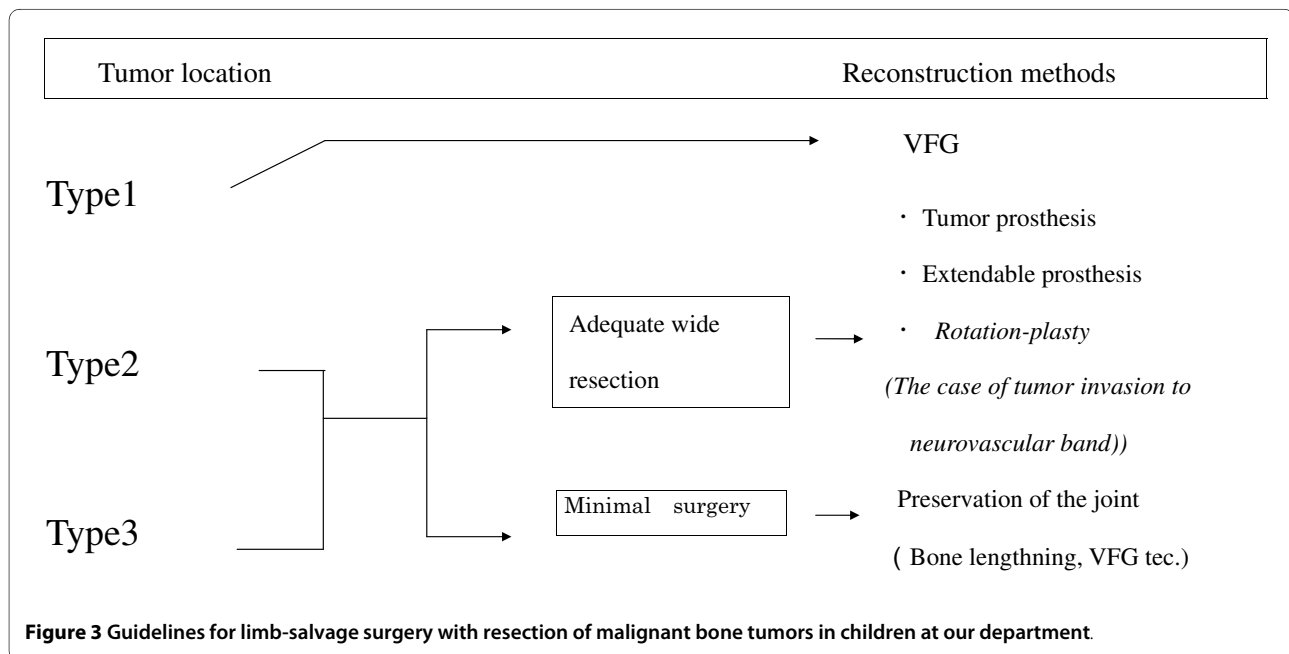 Tumor location Reconstruction methods
VFG
Type1
・ Tumor prosthesis
・ Extendable prosthesis
Adequate wide
resection
・ Rotation-plasty
Type2
(The case of tumor invasion to
neurovascular band))
Minimal surgery
Preservation of the joint
Type3
( Bone lengthning, VFG tec.)
Figure 3 Guidelines for limb-salvage surgery with resection of malignant bone tumors in children at our department.